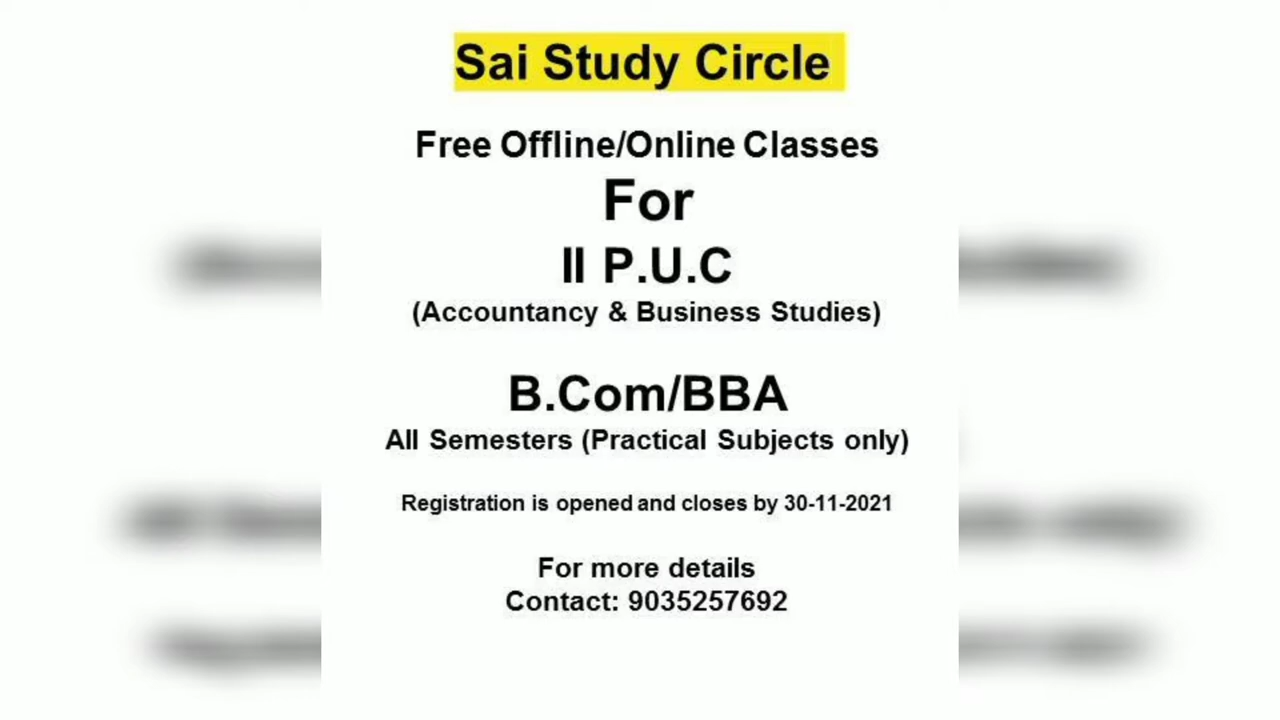 Sai Study Circle
Free Offline/Online Classes
For
II P.U.C
(Accountancy & Business Studies)
B.Com/BBA
All Semesters (Practical Subjects only)
Registration is opened and closes by 30-11-2021
For more details
Contact: 9035257692